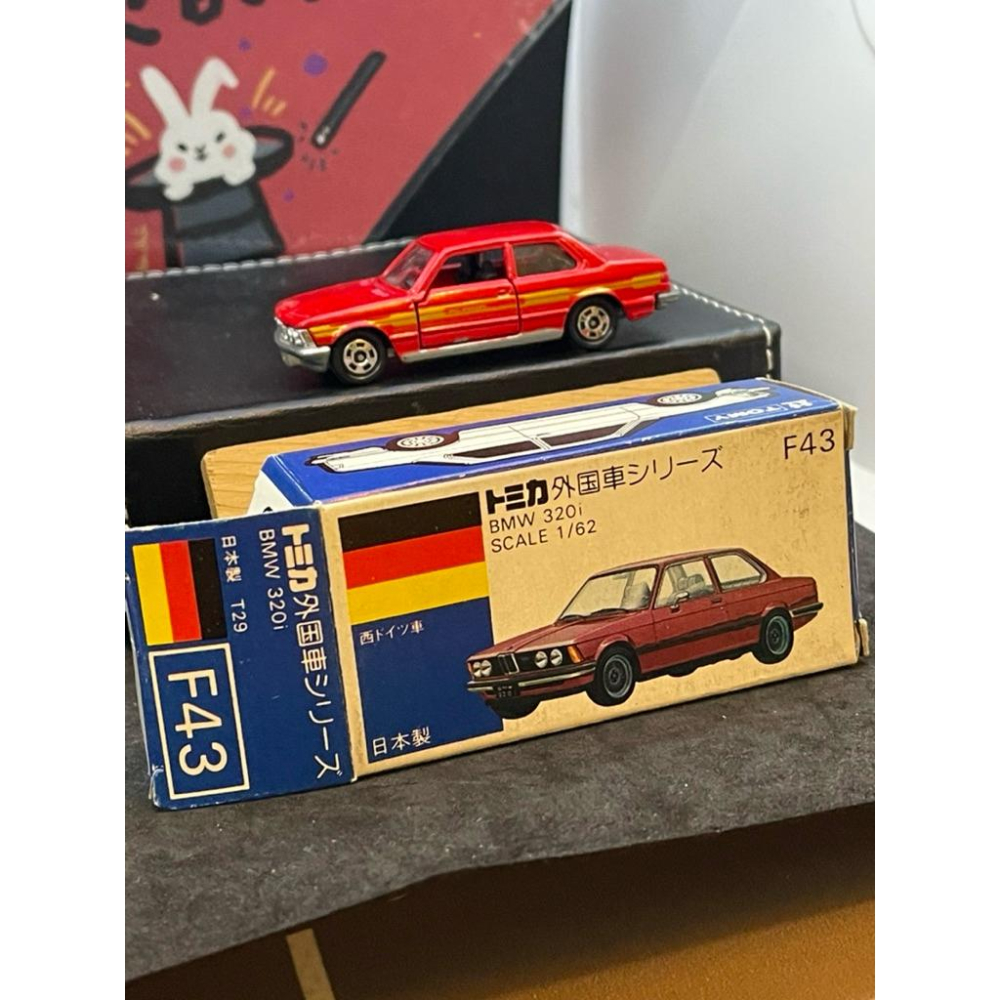 TOMY
トミカ外国車シリーズ
F43
BMW 320i
SCALE 1/62
西ドイツ車
日本製
トミカ外国車シリーズ
BMW 320i
日本製 T29
F43